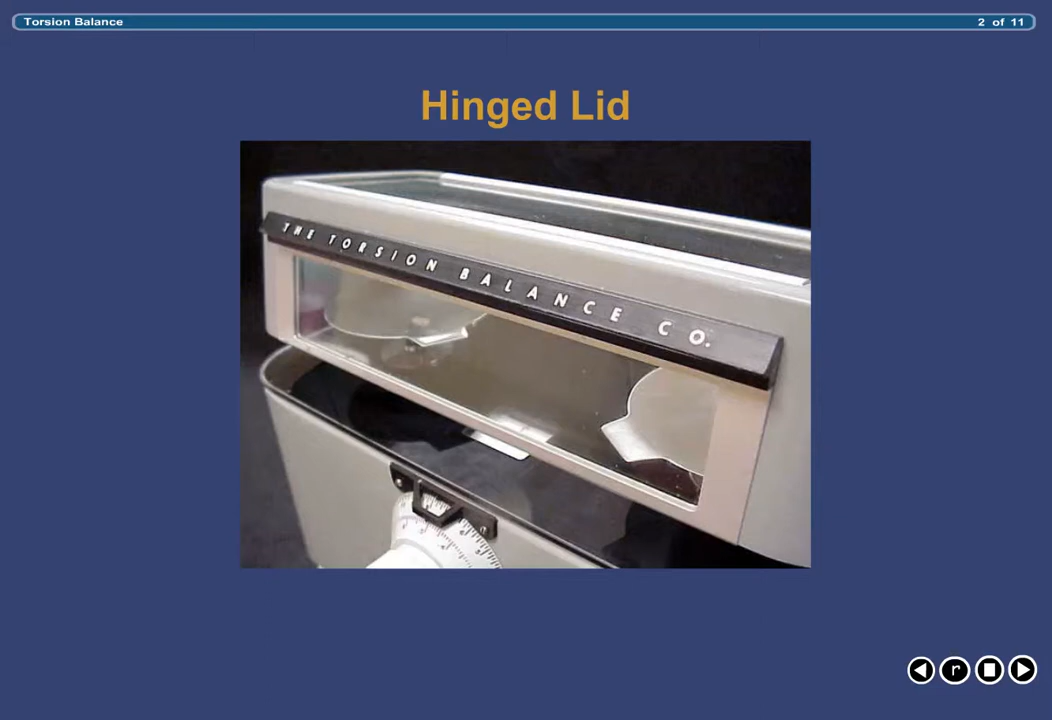 Torsion Balance
2 of 11
Hinged Lid
THE TORSION BALANCE CO.
r